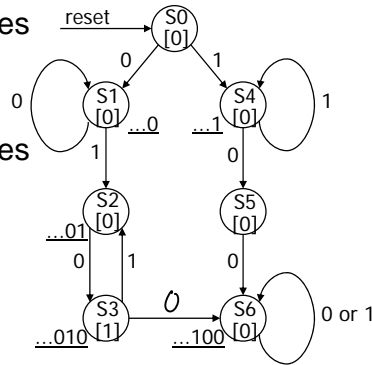 es
reset
S0
[0]
0
1
0
S1
[0]
...0
...1
S4
[0]
1
es
1
0
S2
[0]
...01
S5
[0]
0
1
0
S3
[1]
...010
0
...100
S6
[0]
0 or 1